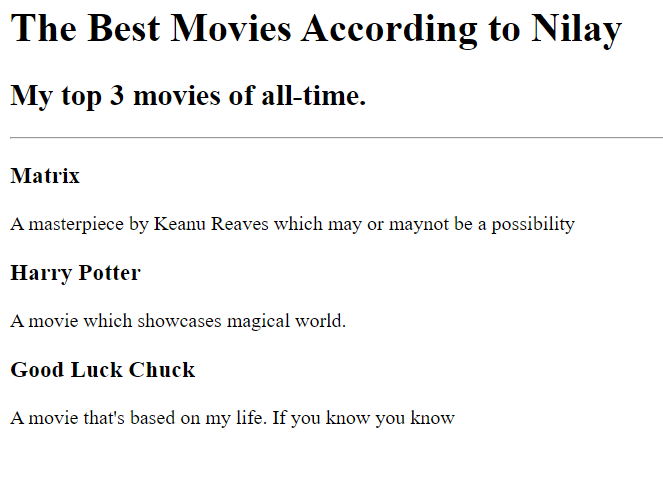 The Best Movies According to Nilay
My top 3 movies of all-time.
Matrix
A masterpiece by Keanu Reaves which may or maynot be a possibility
Harry Potter
A movie which showcases magical world.
Good Luck Chuck
A movie that's based on my life. If you know you know